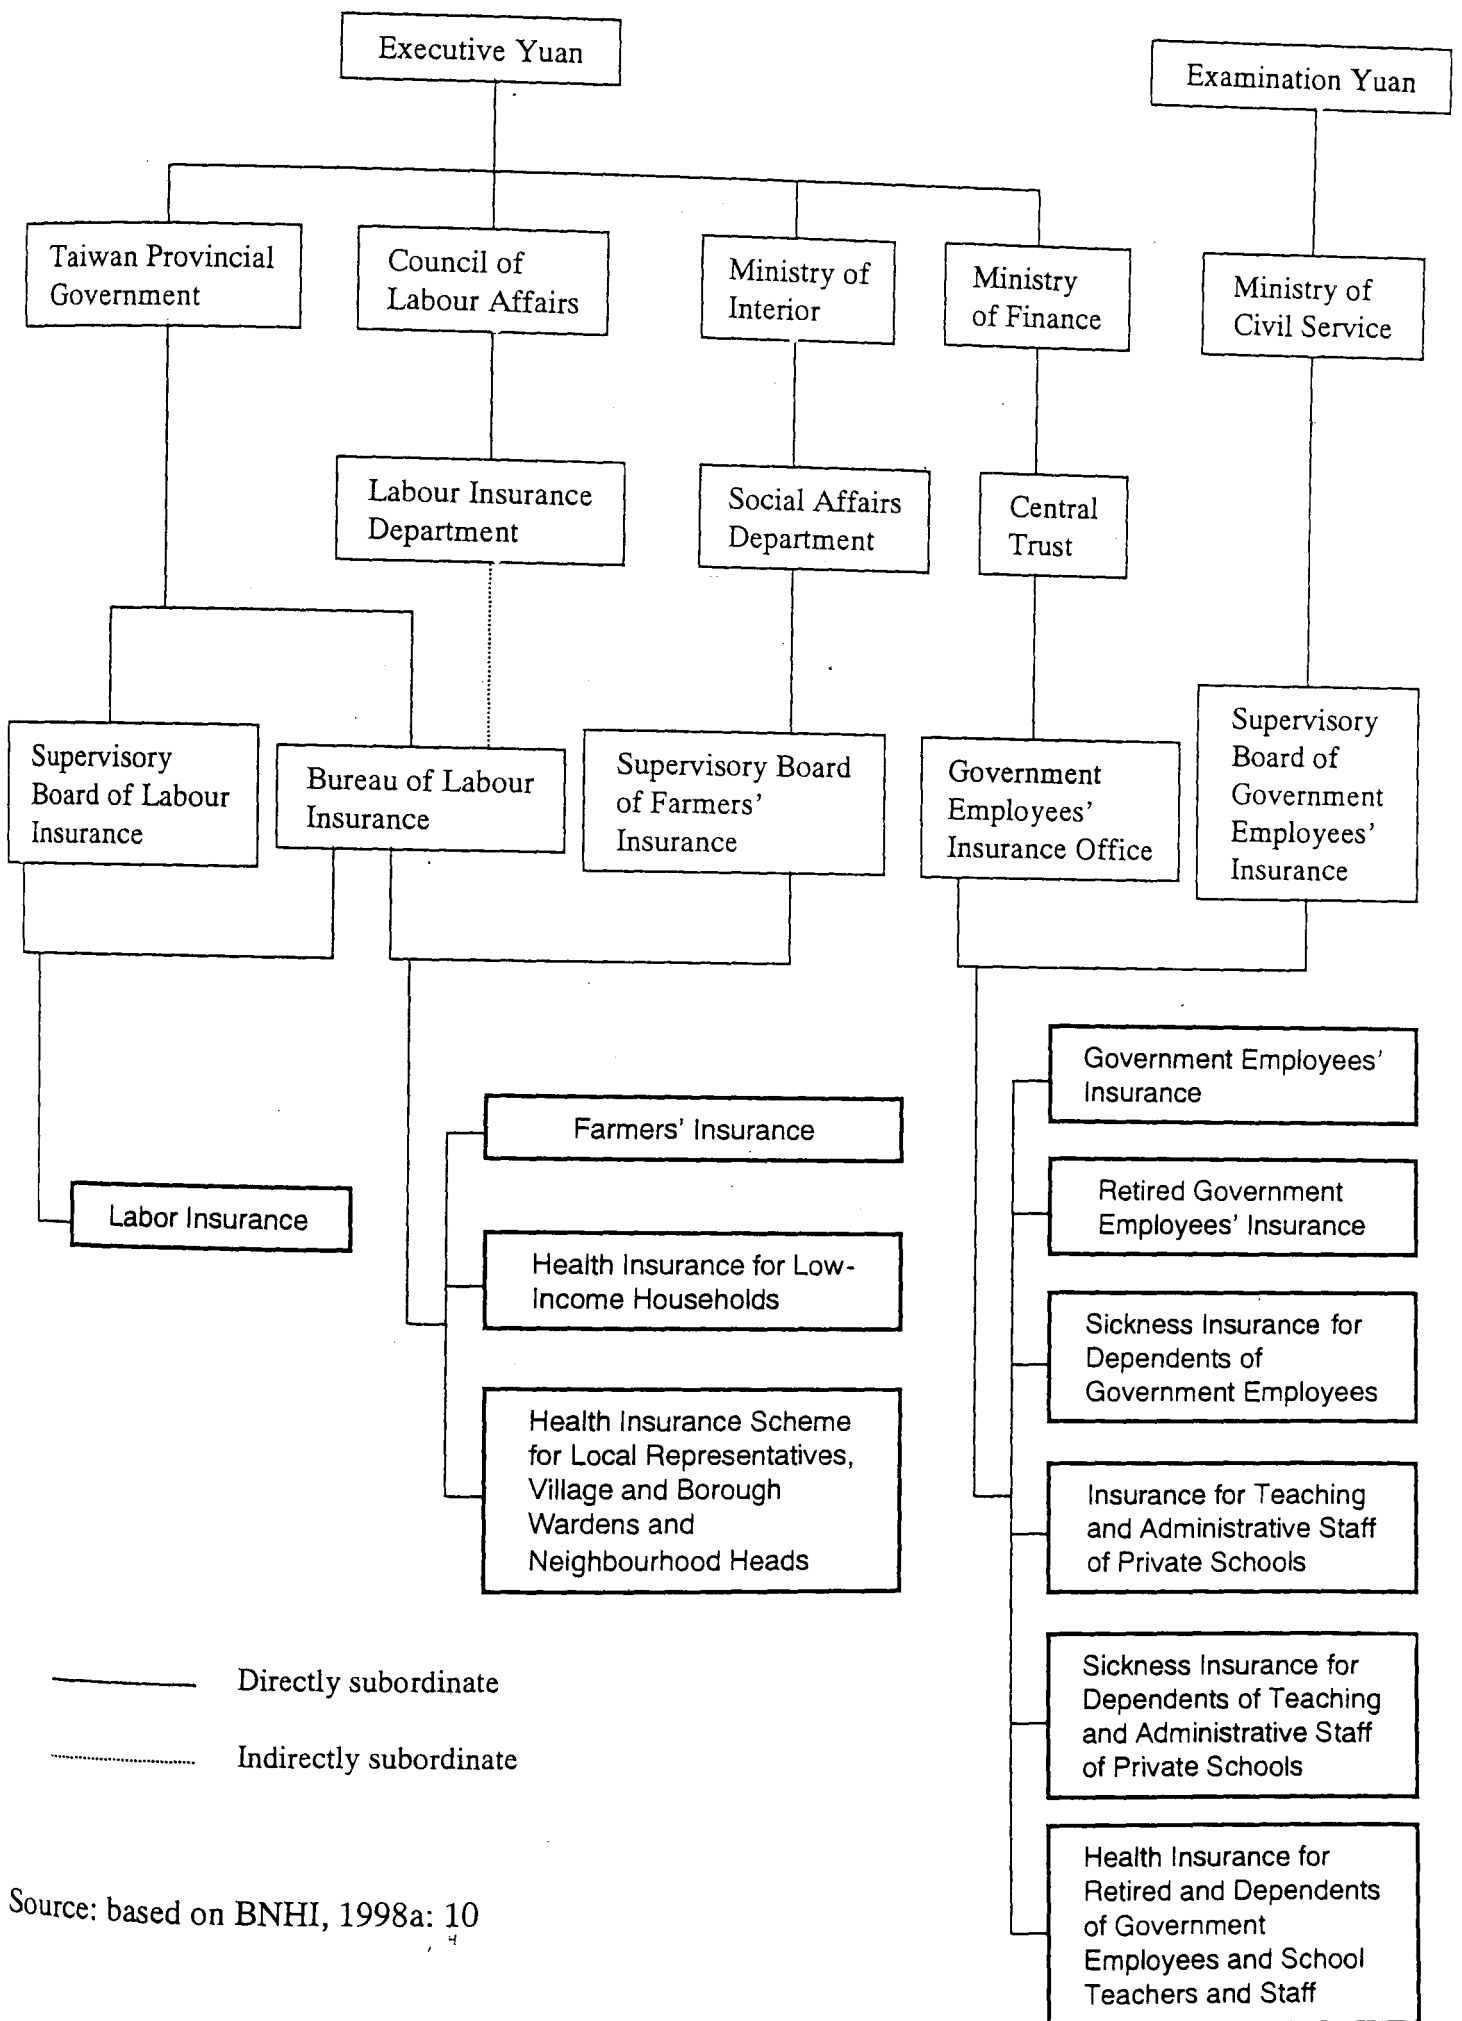 Executive Yuan
Examination Yuan
Taiwan Provincial
Government
Council of
Labour Affairs
Ministry of
Interior
Ministry
of Finance
Ministry of
Civil Service
Labour Insurance
Department
Social Affairs
Department
Central
Trust
Supervisory
Board of Labour
Insurance
Bureau of Labour
Insurance
Supervisory Board
of Farmers'
Insurance
Government
Employees'
Insurance Office
Supervisory
Board of
Government
Employees'
Insurance
Labor Insurance
Farmers' Insurance
Health Insurance for Low-
Income Households
Health Insurance Scheme
for Local Representatives,
Village and Borough
Wardens and
Neighbourhood Heads
Government Employees'
Insurance
Retired Government
Employees' Insurance
Sickness Insurance for
Dependents of
Government Employees
Insurance for Teaching
and Administrative Staff
of Private Schools
Sickness Insurance for
Dependents of Teaching
and Administrative Staff
of Private Schools
Health Insurance for
Retired and Dependents
of Government
Employees and School
Teachers and Staff
Directly subordinate
Indirectly subordinate
Source: based on BNHI, 1998a: 10